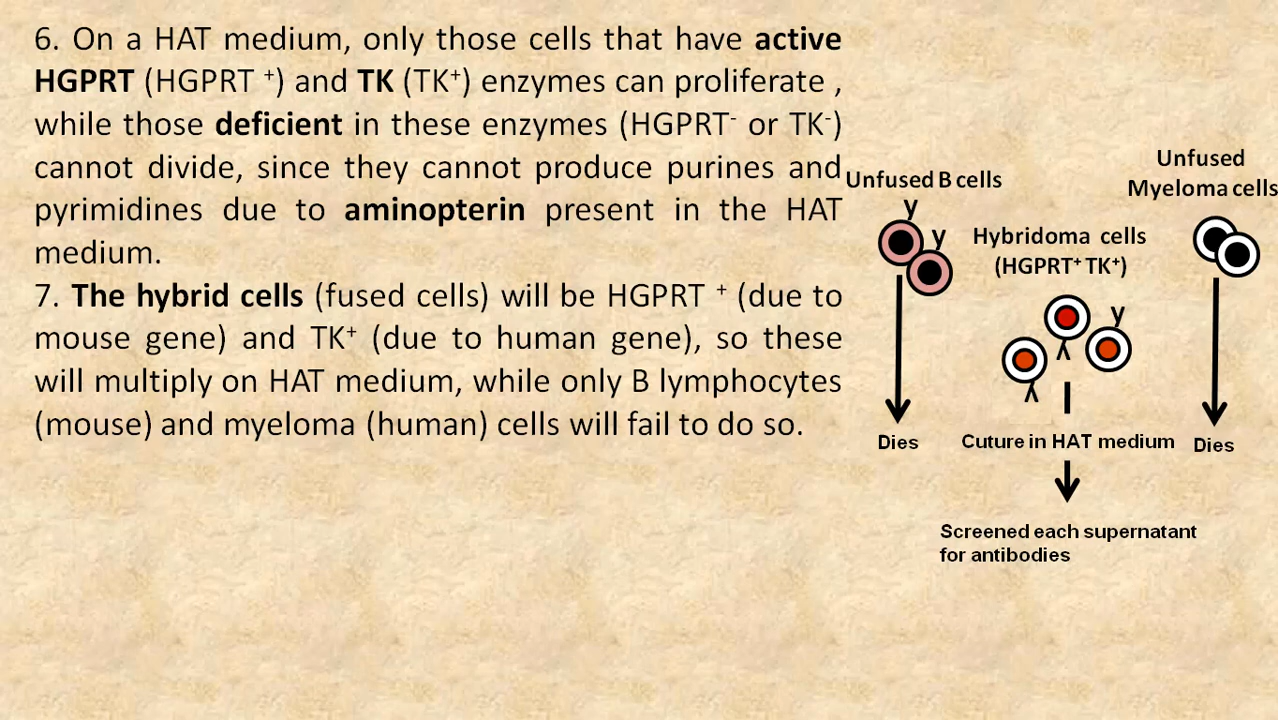 6. On a HAT medium, only those cells that have active
HGPRT (HGPRT +) and TK (TK+) enzymes can proliferate ,
while those deficient in these enzymes (HGPRT- or TK-)
cannot divide, since they cannot produce purines and
pyrimidines due to aminopterin present in the HAT
medium.
7. The hybrid cells (fused cells) will be HGPRT + (due to
mouse gene) and TK+ (due to human gene), so these
will multiply on HAT medium, while only B lymphocytes
(mouse) and myeloma (human) cells will fail to do so.
Unfused B cells
Unfused
Myeloma cells
Hybridoma cells
(HGPRT+ TK+)
Dies
Cuture in HAT medium
Dies
Screened each supernatant
for antibodies